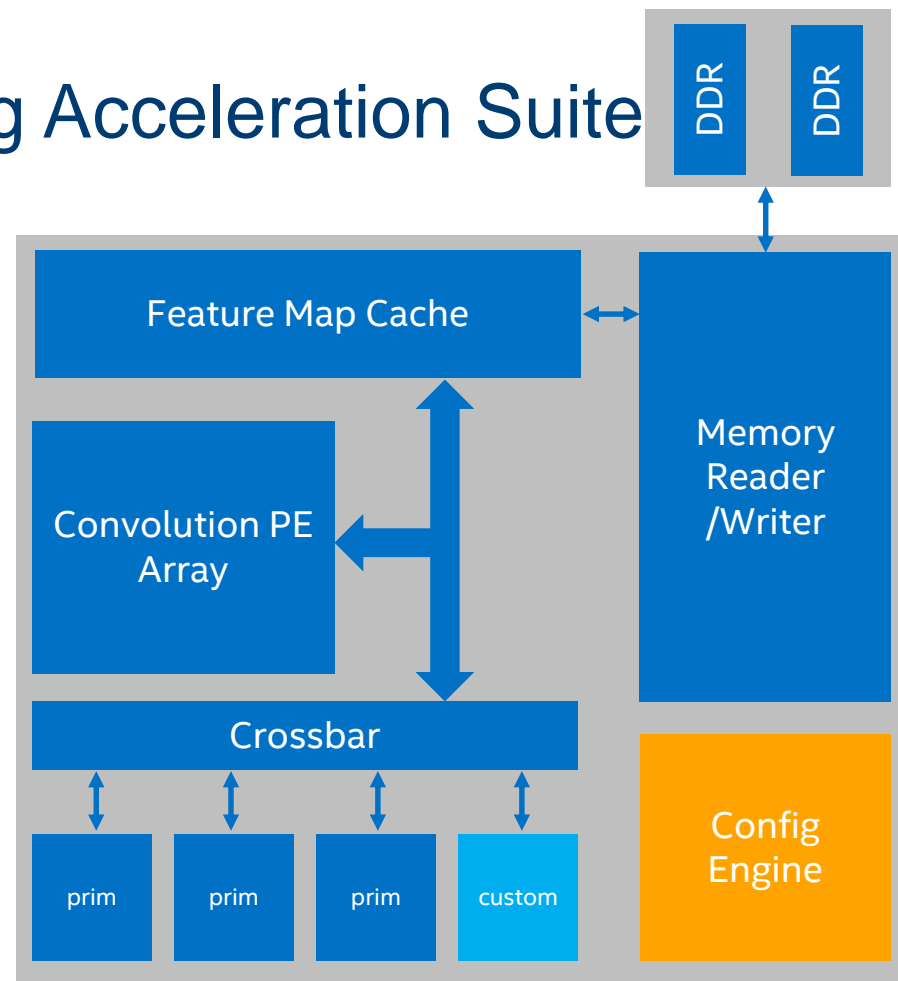 g Acceleration Suite
DDR
DDR
Feature Map Cache
Memory
Reader
/Writer
Convolution PE
Array
Crossbar
Config
Engine
prim
prim
prim
custom